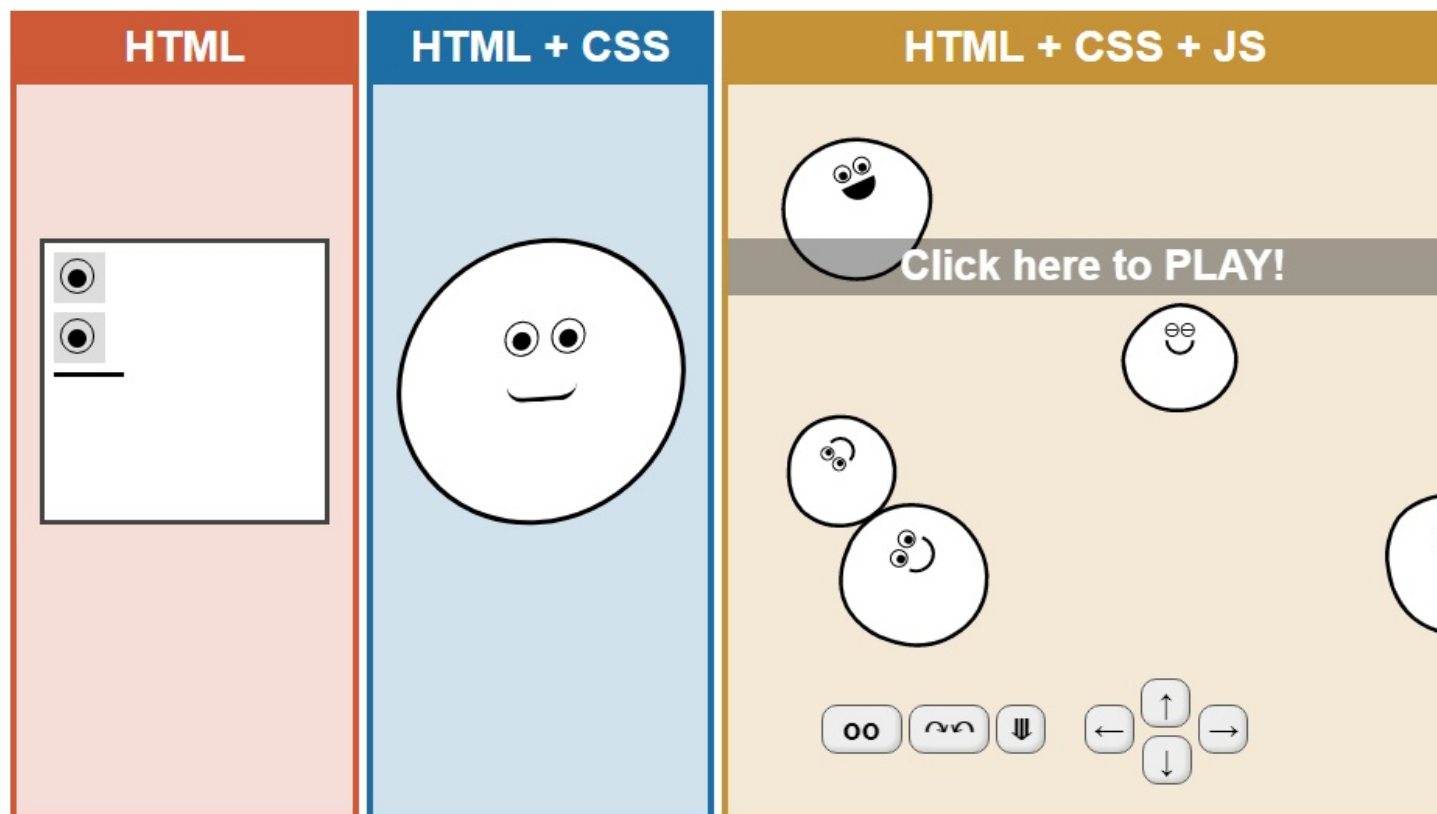 HTML
HTML + CSS
HTML + CSS + JS
Click here to PLAY!
oo
↷↶
⤋
↑
←
→
↓